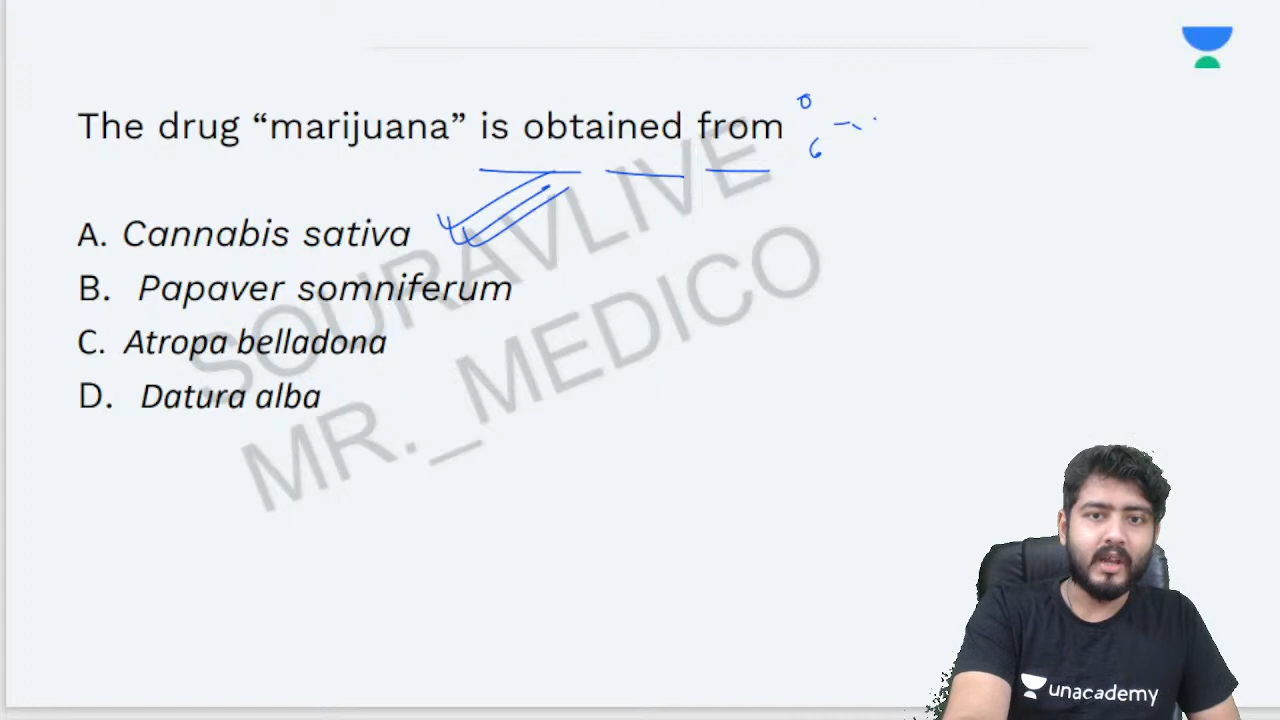 The drug “marijuana” is obtained from
A. Cannabis sativa
B. Papaver somniferum
C. Atropa belladona
D. Datura alba
SOURAVLIVE
MR._MEDICO
unacademy